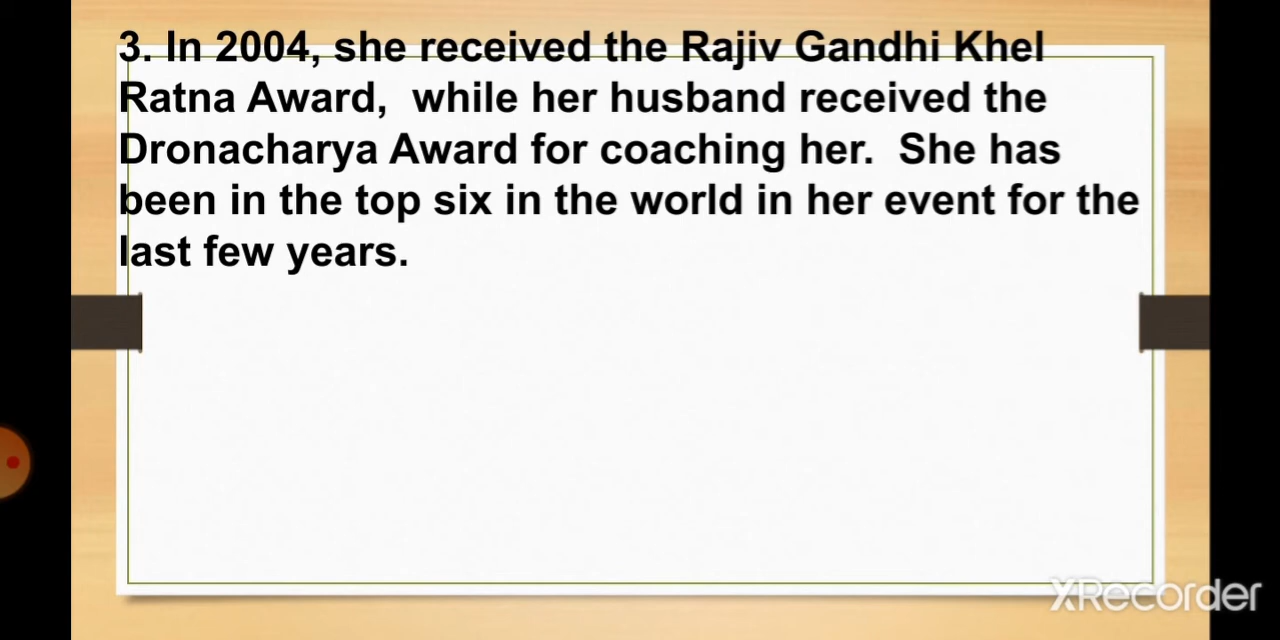 3. In 2004, she received the Rajiv Gandhi Khel
Ratna Award,  while her husband received the
Dronacharya Award for coaching her.  She has
been in the top six in the world in her event for the
last few years.
XRecorder